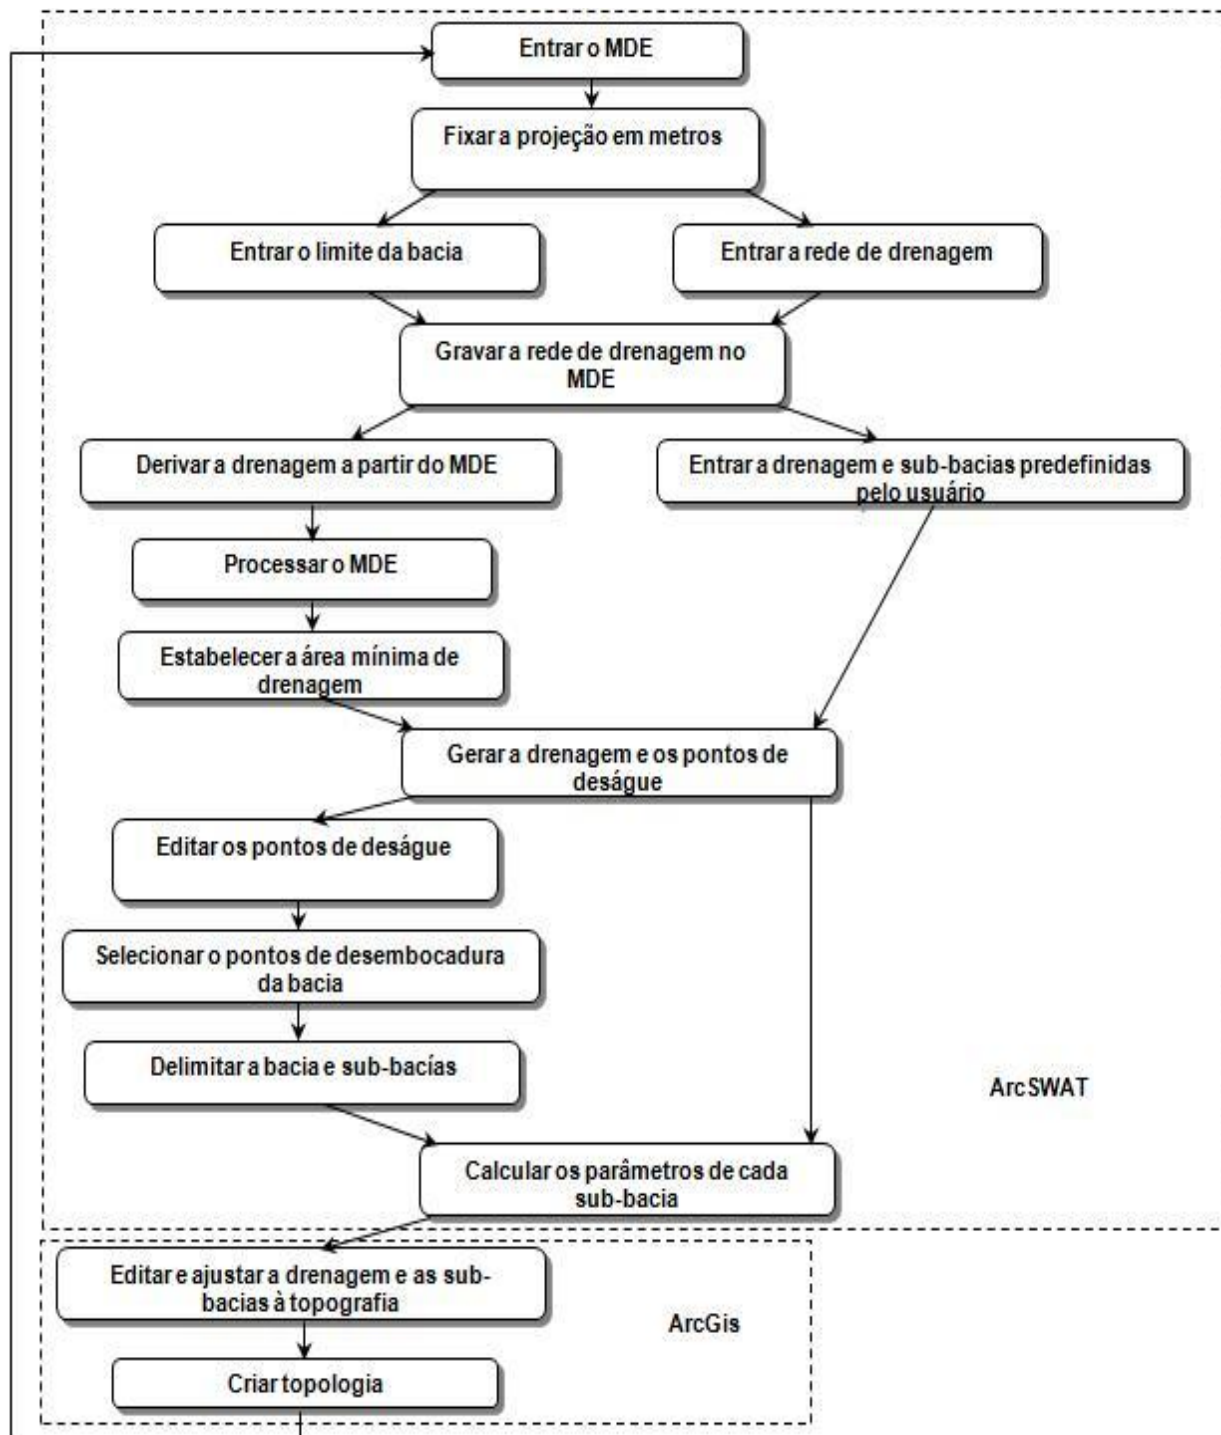 Entrar o MDE
Fixar a projeção em metros
Entrar o limite da bacia
Entrar a rede de drenagem
Gravar a rede de drenagem no
MDE
Derivar a drenagem a partir do MDE
Entrar a drenagem e sub-bacias predefinidas
pelo usuário
Processar o MDE
Estabelecer a área mínima de
drenagem
Gerar a drenagem e os pontos de
deságue
Editar os pontos de deságue
Selecionar o pontos de desembocadura
da bacia
Delimitar a bacia e sub-bacías
ArcSWAT
Calcular os parâmetros de cada
sub-bacia
Editar e ajustar a drenagem e as sub-
bacias à topografia
ArcGis
Criar topologia